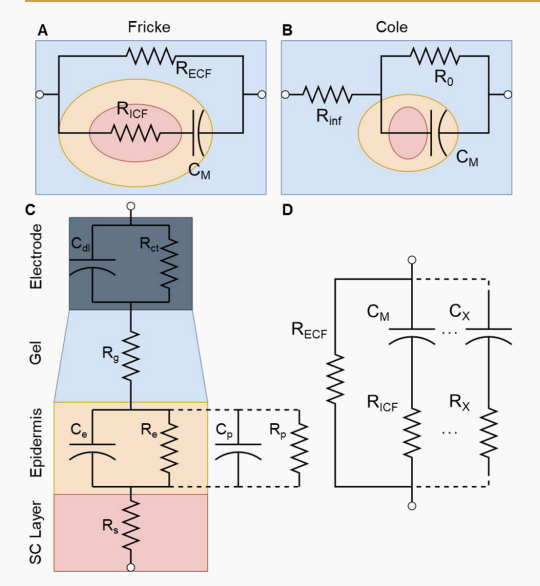 A
Fricke
R_ECF
R_ICF
C_M
B
Cole
R_0
R_inf
C_M
C
Electrode
C_dl
R_ct
Gel
R_g
Epidermis
C_e
R_e
C_p
R_p
SC Layer
R_s
D
R_ECF
C_M
...
C_X
R_ICF
...
R_X